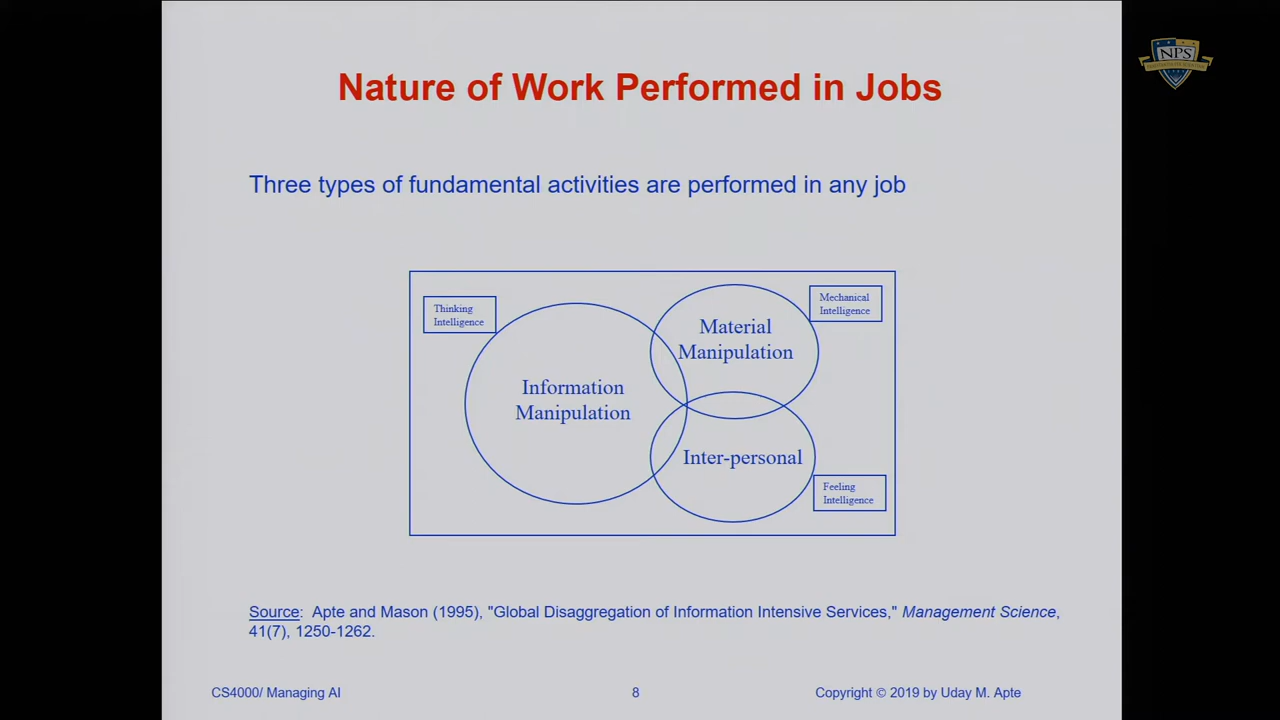 NPS
Nature of Work Performed in Jobs
Three types of fundamental activities are performed in any job
Thinking
Intelligence
Mechanical
Intelligence
Material
Manipulation
Information
Manipulation
Inter-personal
Feeling
Intelligence
Source:  Apte and Mason (1995), "Global Disaggregation of Information Intensive Services," Management Science,
41(7), 1250-1262.
CS4000/ Managing AI
8
Copyright © 2019 by Uday M. Apte